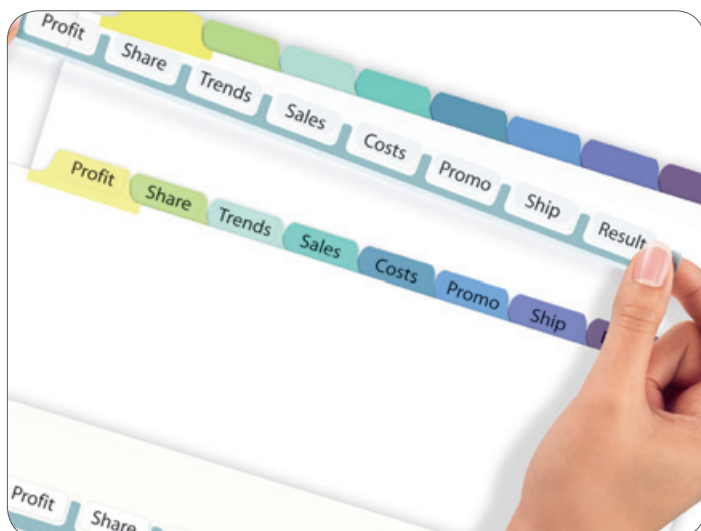 Profit Share Trends Sales Costs Promo Ship Result
Profit Share Trends Sales Costs Promo Ship
Profit Share